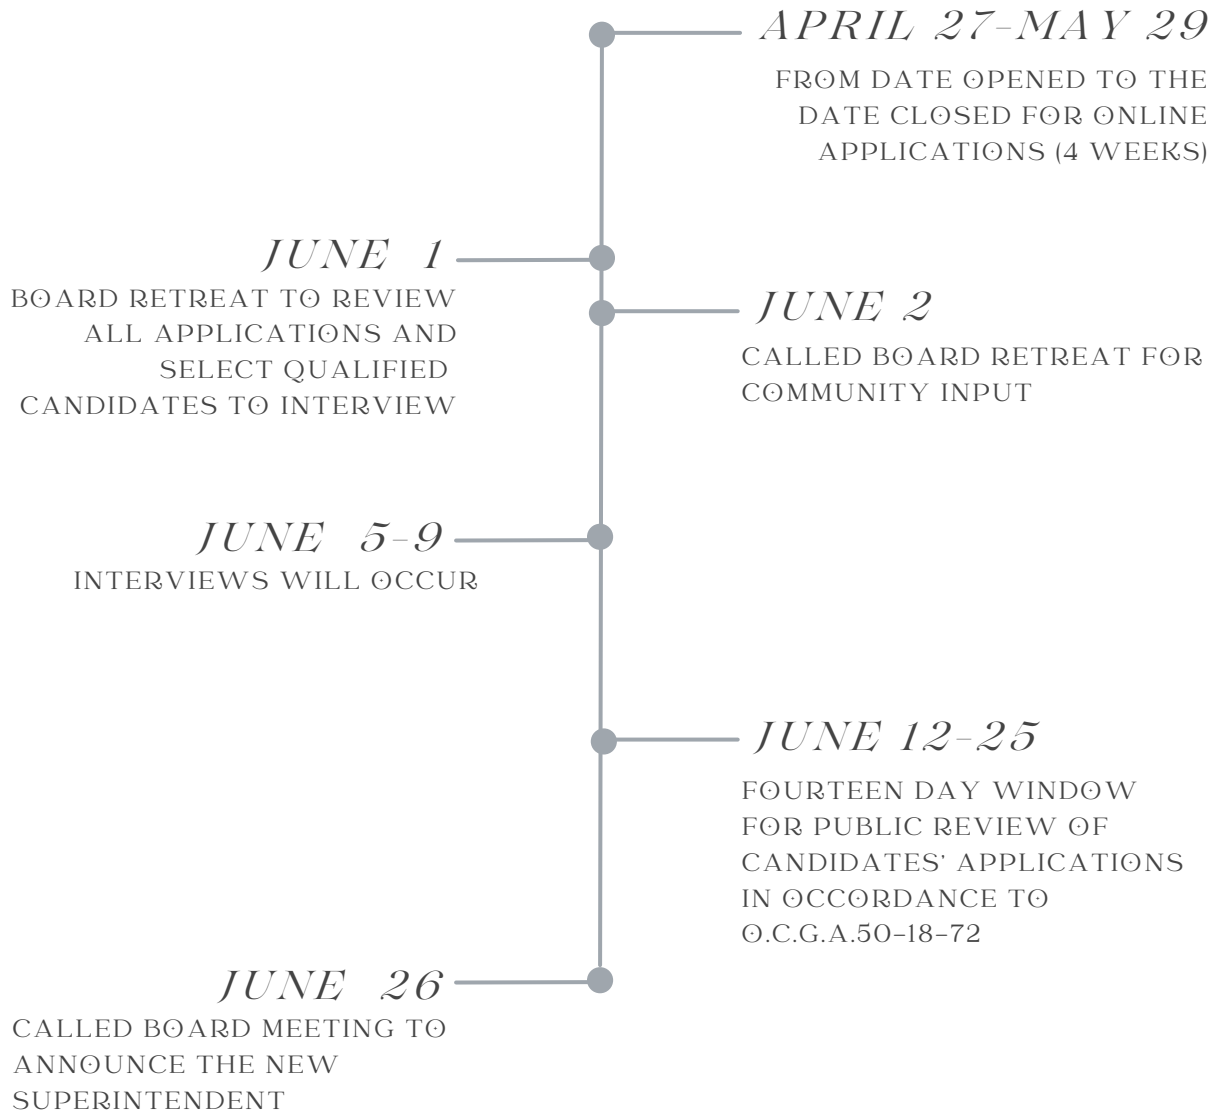 APRIL 27-MAY 29
FROM DATE OPENED TO THE
DATE CLOSED FOR ONLINE
APPLICATIONS (4 WEEKS)
JUNE 1
BOARD RETREAT TO REVIEW
ALL APPLICATIONS AND
SELECT QUALIFIED
CANDIDATES TO INTERVIEW
JUNE 2
CALLED BOARD RETREAT FOR
COMMUNITY INPUT
JUNE 5-9
INTERVIEWS WILL OCCUR
JUNE 12-25
FOURTEEN DAY WINDOW
FOR PUBLIC REVIEW OF
CANDIDATES' APPLICATIONS
IN OCCORDANCE TO
O.C.G.A.50-18-72
JUNE 26
CALLED BOARD MEETING TO
ANNOUNCE THE NEW
SUPERINTENDENT